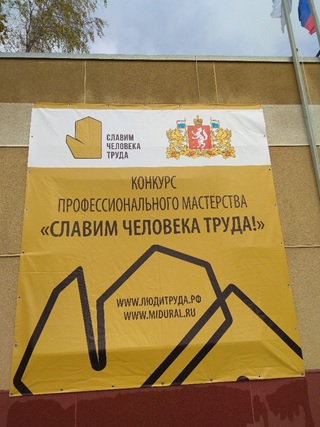 СЛАВИМ
ЧЕЛОВЕКА
ТРУДА
КОНКУРС
ПРОФЕССИОНАЛЬНОГО МАСТЕРСТВА
«СЛАВИМ ЧЕЛОВЕКА ТРУДА!»
WWW.ЛЮДИТРУДА.РФ
WWW.MIDURAL.RU